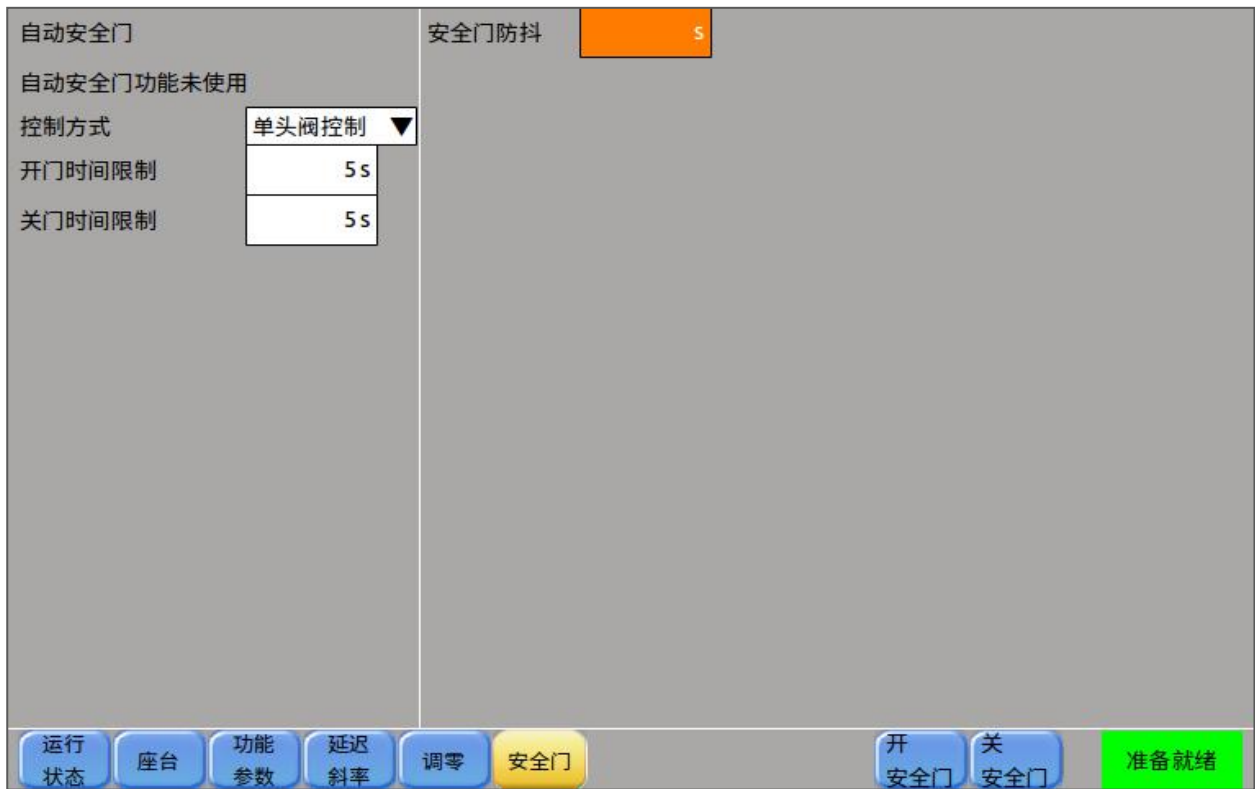 自动安全门
安全门防抖 s
自动安全门功能未使用
控制方式 单头阀控制 ▼
开门时间限制 5s
关门时间限制 5s
运行
状态
座台
功能
参数
延迟
斜率
调零
安全门
开
安全门
关
安全门
准备就绪